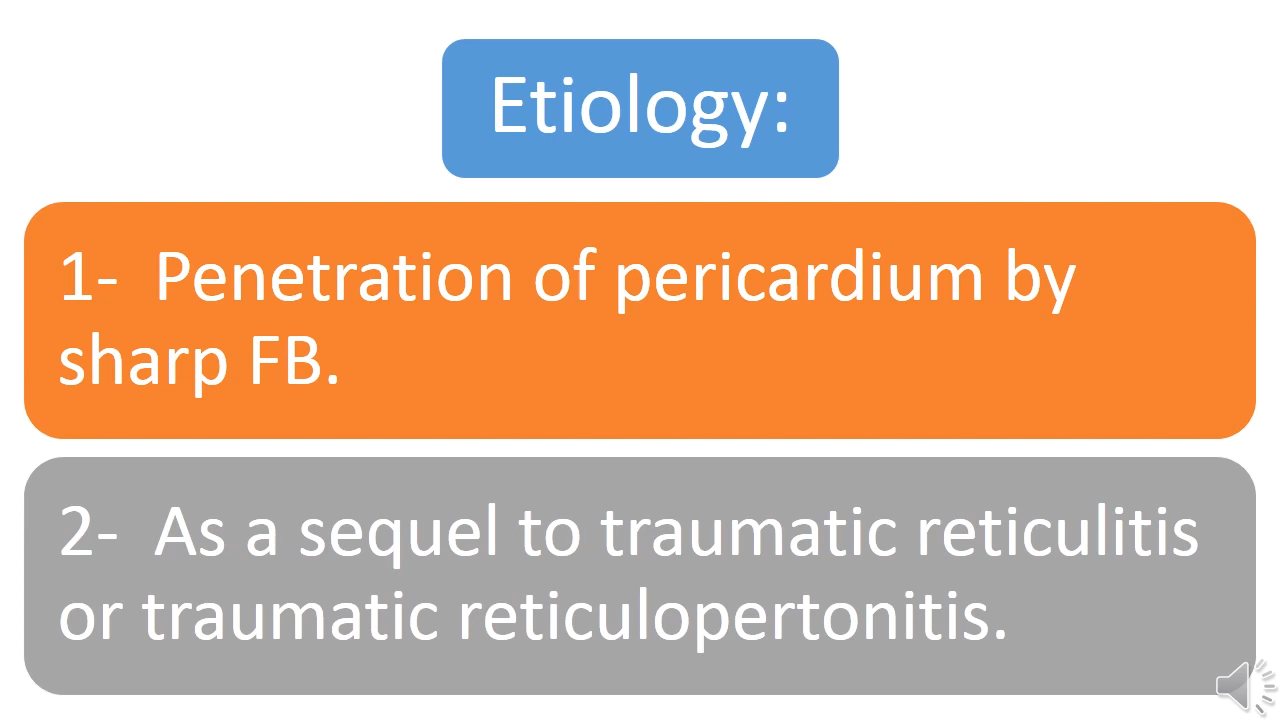 Etiology:
1-  Penetration of pericardium by
sharp FB.
2-  As a sequel to traumatic reticulitis
or traumatic reticulopertonitis.